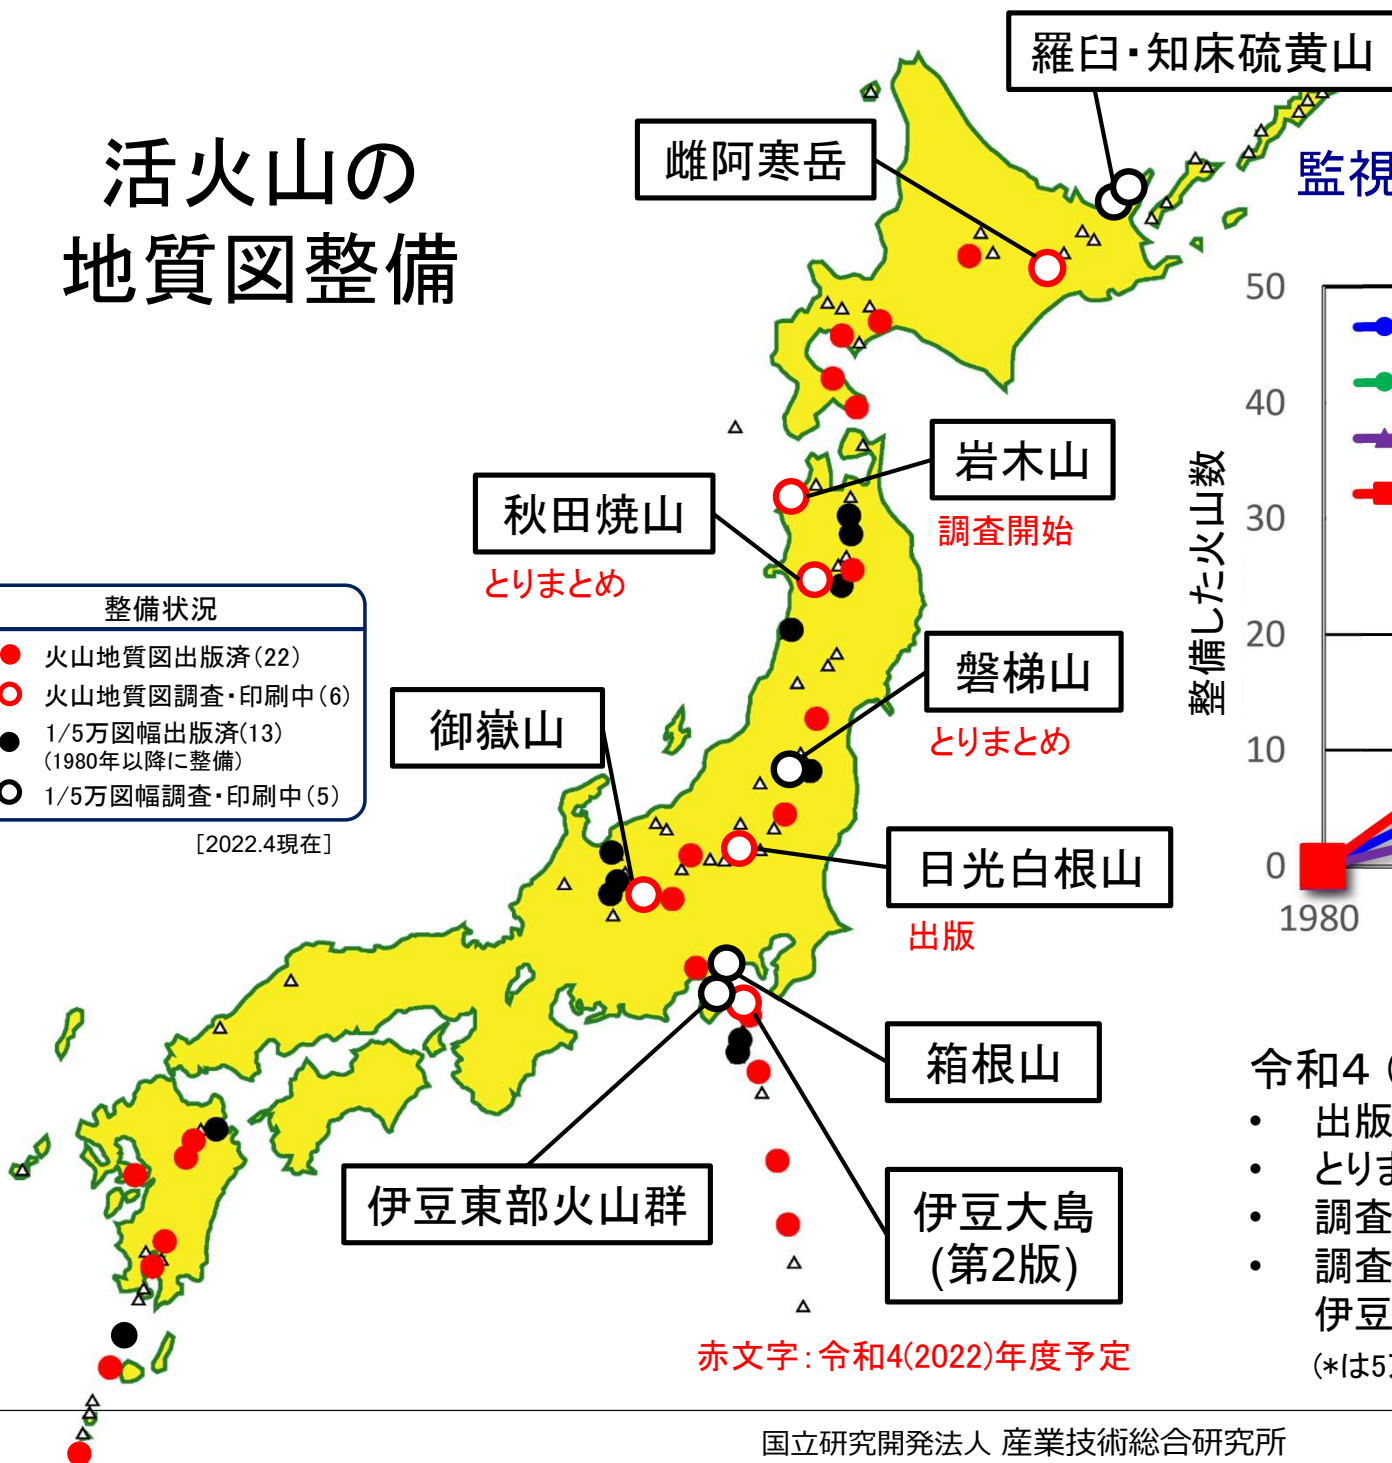 活火山の
地質図整備
羅臼・知床硫黄山
雌阿寒岳
岩木山
調査開始
秋田焼山
とりまとめ
磐梯山
とりまとめ
御嶽山
日光白根山
出版
箱根山
伊豆東部火山群
伊豆大島
(第2版)
赤文字:令和4(2022)年度予定
整備状況
火山地質図出版済(22)
火山地質図調査・印刷中(6)
1/5万図幅出版済(13)
(1980年以降に整備)
1/5万図幅調査・印刷中(5)
[2022.4現在]
監視
整備した火山数
50
40
30
20
10
0
1980
令和4(
• 出版
• とりま
• 調査
• 調査
伊豆
(*は5
国立研究開発法人 産業技術総合研究所